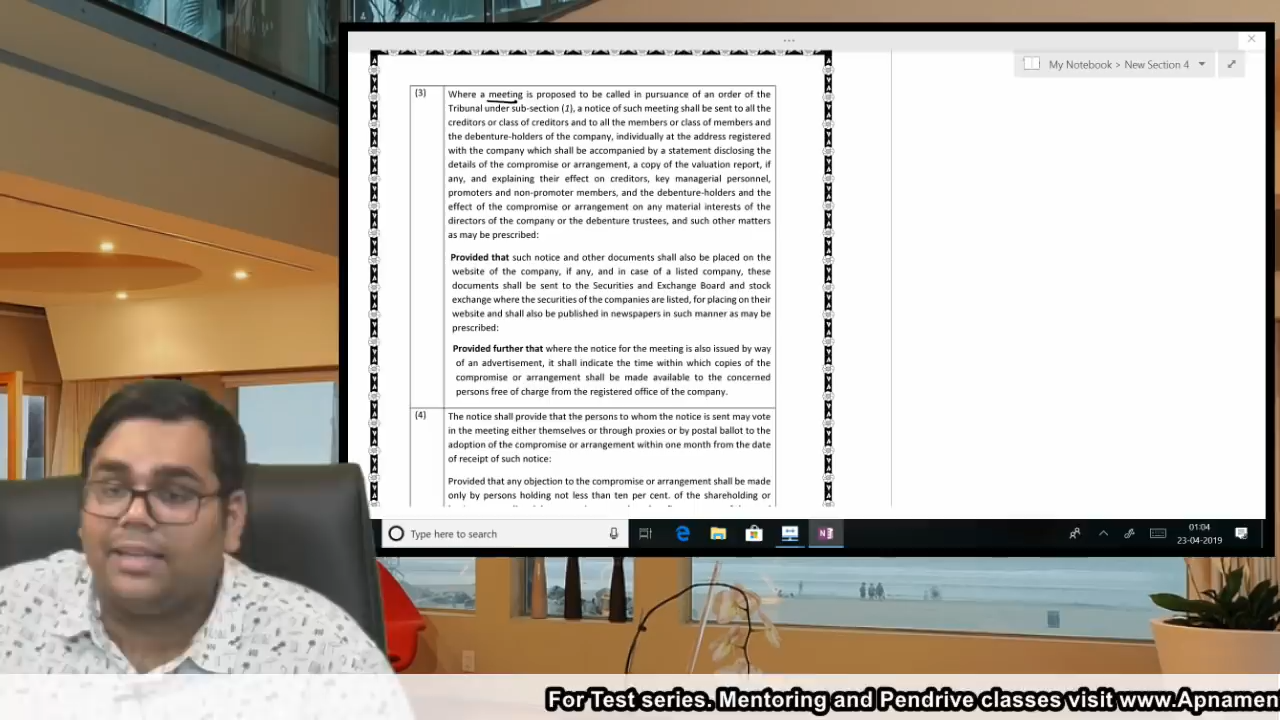 My Notebook > New Section 4
(3) Where a meeting is proposed to be called in pursuance of an order of the
Tribunal under sub-section (1), a notice of such meeting shall be sent to all the
creditors or class of creditors and to all the members or class of members and
the debenture-holders of the company, individually at the address registered
with the company which shall be accompanied by a statement disclosing the
details of the compromise or arrangement, a copy of the valuation report, if
any, and explaining their effect on creditors, key managerial personnel,
promoters and non-promoter members, and the debenture-holders and the
effect of the compromise or arrangement on any material interests of the
directors of the company or the debenture trustees, and such other matters
as may be prescribed:
Provided that such notice and other documents shall also be placed on the
website of the company, if any, and in case of a listed company, these
documents shall be sent to the Securities and Exchange Board and stock
exchange where the securities of the companies are listed, for placing on their
website and shall also be published in newspapers in such manner as may be
prescribed:
Provided further that where the notice for the meeting is also issued by way
of an advertisement, it shall indicate the time within which copies of the
compromise or arrangement shall be made available to the concerned
persons free of charge from the registered office of the company.
(4) The notice shall provide that the persons to whom the notice is sent may vote
in the meeting either themselves or through proxies or by postal ballot to the
adoption of the compromise or arrangement within one month from the date
of receipt of such notice:
Provided that any objection to the compromise or arrangement shall be made
only by persons holding not less than ten per cent. of the shareholding or
Type here to search
01:04
23-04-2019
For Test series. Mentoring and Pendrive classes visit www.Apnamen